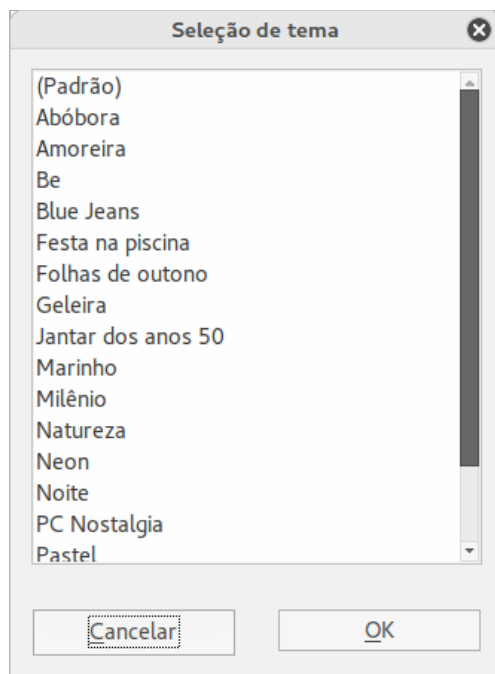 Seleção de tema
(Padrão)
Abóbora
Amoreira
Be
Blue Jeans
Festa na piscina
Folhas de outono
Geleira
Jantar dos anos 50
Marinho
Milênio
Natureza
Neon
Noite
PC Nostalgia
Pastel
Cancelar OK